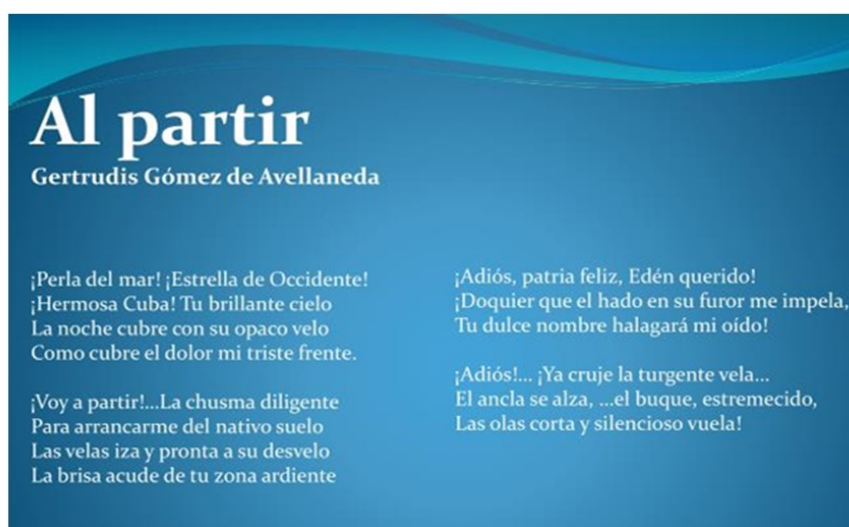 Al partir
Gertrudis Gómez de Avellaneda
¡Perla del mar! ¡Estrella de Occidente!
¡Hermosa Cuba! Tu brillante cielo
La noche cubre con su opaco velo
Como cubre el dolor mi triste frente.
¡Voy a partir!...La chusma diligente
Para arrancarme del nativo suelo
Las velas iza y pronta a su desvelo
La brisa acude de tu zona ardiente
¡Adiós, patria feliz, Edén querido!
¡Doquier que el hado en su furor me impela,
Tu dulce nombre halagará mi oído!
¡Adiós!... ¡Ya cruje la turgente vela...
El ancla se alza, ...el buque, estremecido,
Las olas corta y silencioso vuela!